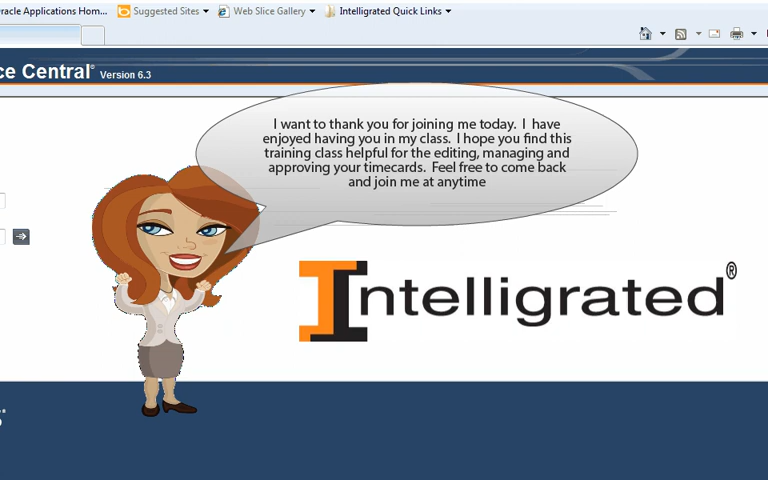 racle Applications Hom...
Suggested Sites
Web Slice Gallery
Intelligrated Quick Links
ce Central® Version 6.3
I want to thank you for joining me today. I have
enjoyed having you in my class. I hope you find this
training class helpful for the editing, managing and
approving your timecards. Feel free to come back
and join me at anytime
Intelligrated®